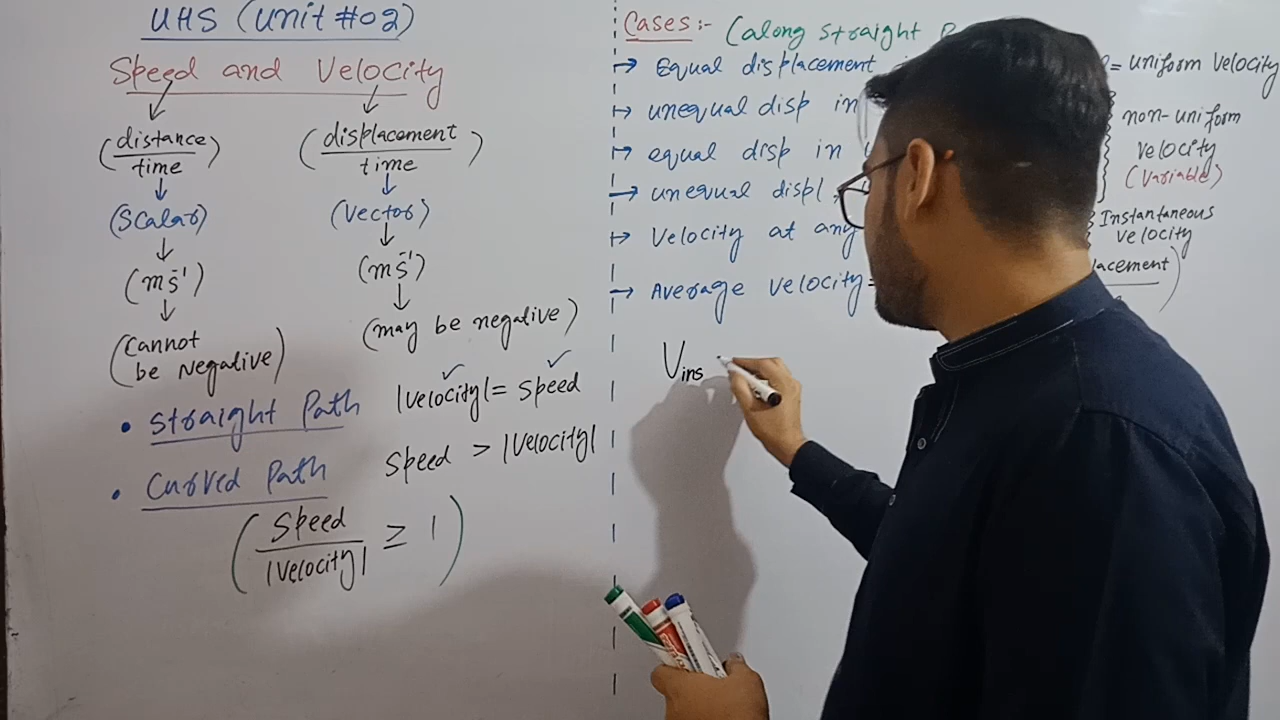 UHS (Unit #02)
Speed and Velocity
(distance/time) (displacement/time)
(Scalar) (Vector)
(ms⁻¹) (ms⁻¹)
(Cannot be Negative) (may be negative)
• Straight Path |velocity| = Speed
• Curved Path Speed > |Velocity|
(Speed/|Velocity| ≥ 1)
Cases :- (along straight
→ Equal displacement = uniform Velocity
→ unequal disp in
→ equal disp in
→ unequal displ
non-uniform
velocity
(Variable)
→ Velocity at any
Instantaneous
velocity
→ Average velocity =
lacement
Vins